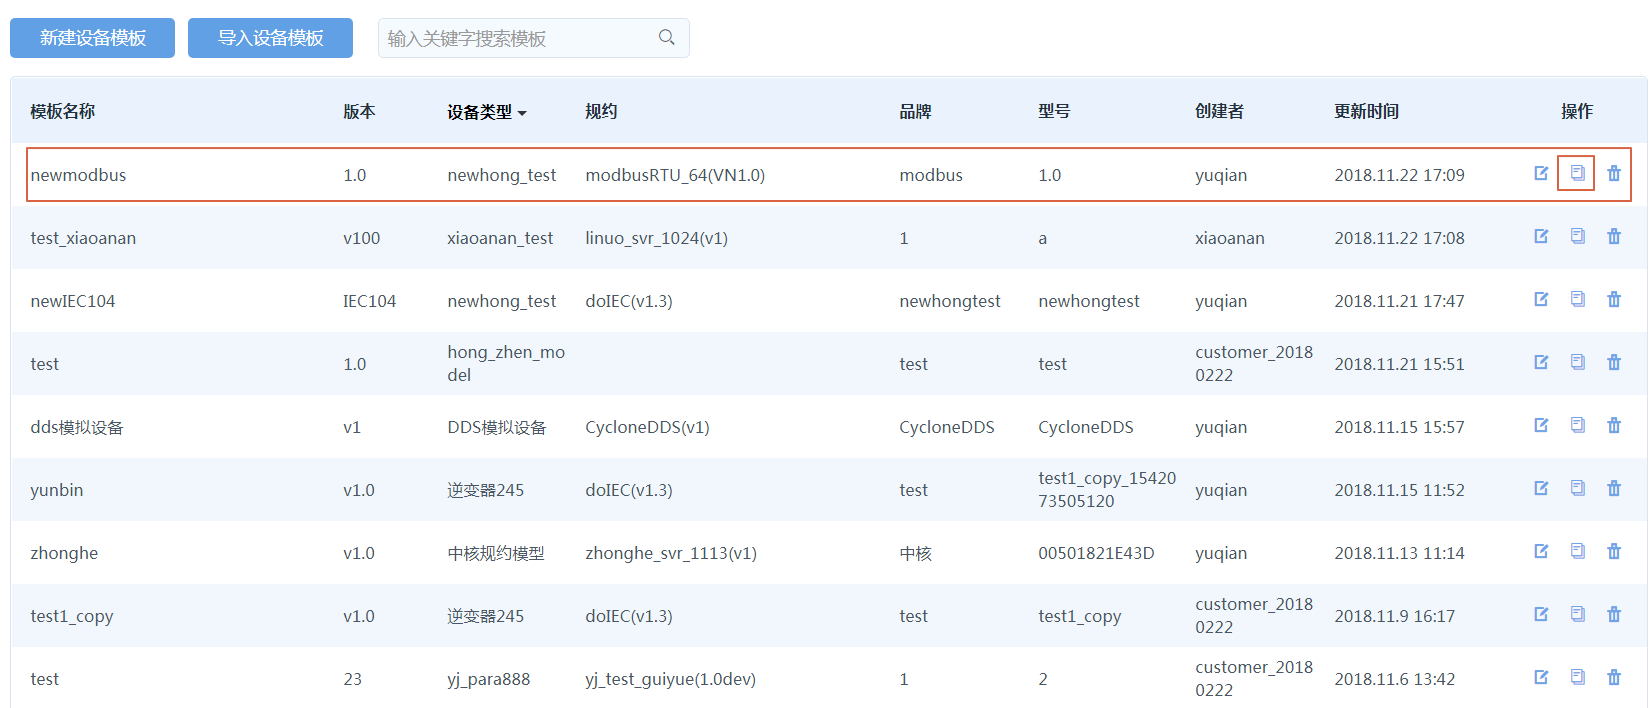 新建设备模板 导入设备模板 输入关键字搜索模板
模板名称 版本 设备类型 规约 品牌 型号 创建者 更新时间 操作
newmodbus 1.0 newhong_test modbusRTU_64(VN1.0) modbus 1.0 yuqian 2018.11.22 17:09
test_xiaoanan v100 xiaoanan_test linuo_svr_1024(v1) 1 a xiaoanan 2018.11.22 17:08
newIEC104 IEC104 newhong_test doIEC(v1.3) newhongtest newhongtest yuqian 2018.11.21 17:47
test 1.0 hong_zhen_mo
del test test customer_2018
0222 2018.11.21 15:51
dds模拟设备 v1 DDS模拟设备 CycloneDDS(v1) CycloneDDS CycloneDDS yuqian 2018.11.15 15:57
yunbin v1.0 逆变器245 doIEC(v1.3) test test1_copy_15420
73505120 yuqian 2018.11.15 11:52
zhonghe v1.0 中核规约模型 zhonghe_svr_1113(v1) 中核 00501821E43D yuqian 2018.11.13 11:14
test1_copy v1.0 逆变器245 doIEC(v1.3) test test1_copy customer_2018
0222 2018.11.9 16:17
test 23 yj_para888 yj_test_guiyue(1.0dev) 1 2 customer_2018
0222 2018.11.6 13:42